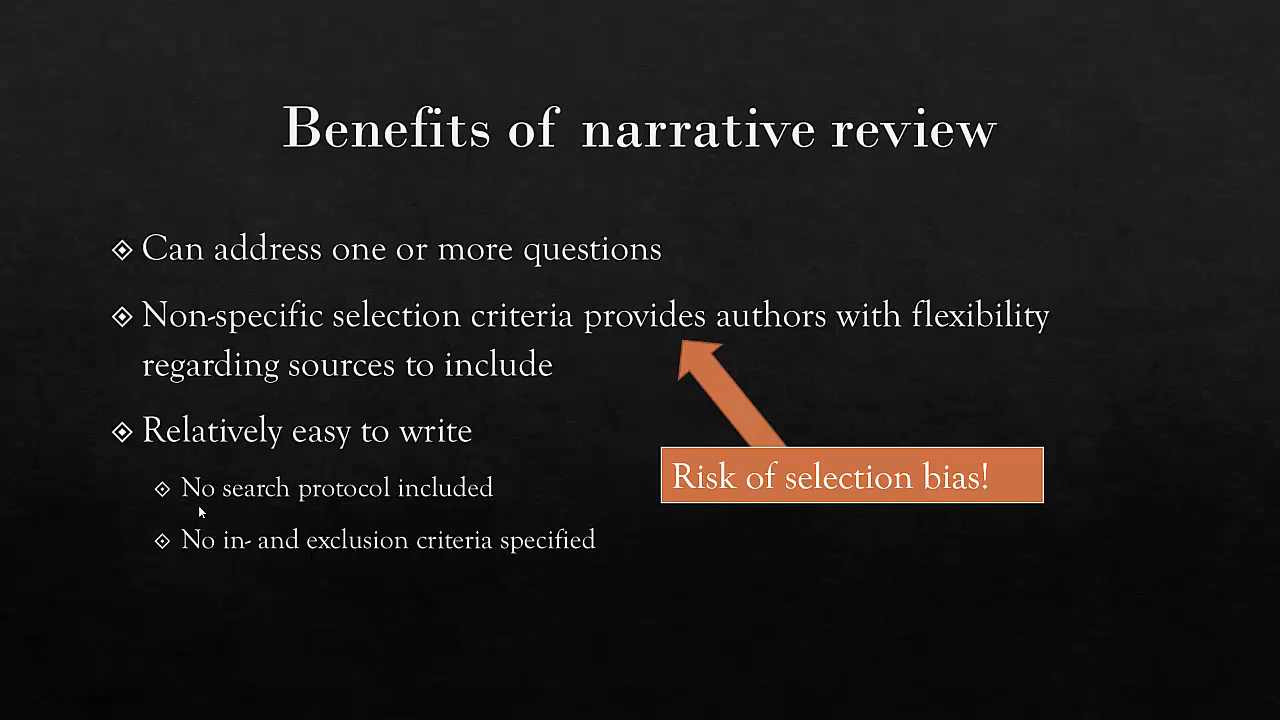 Benefits of narrative review
Can address one or more questions
Non-specific selection criteria provides authors with flexibility
regarding sources to include
Relatively easy to write
Risk of selection bias!
No search protocol included
No in- and exclusion criteria specified